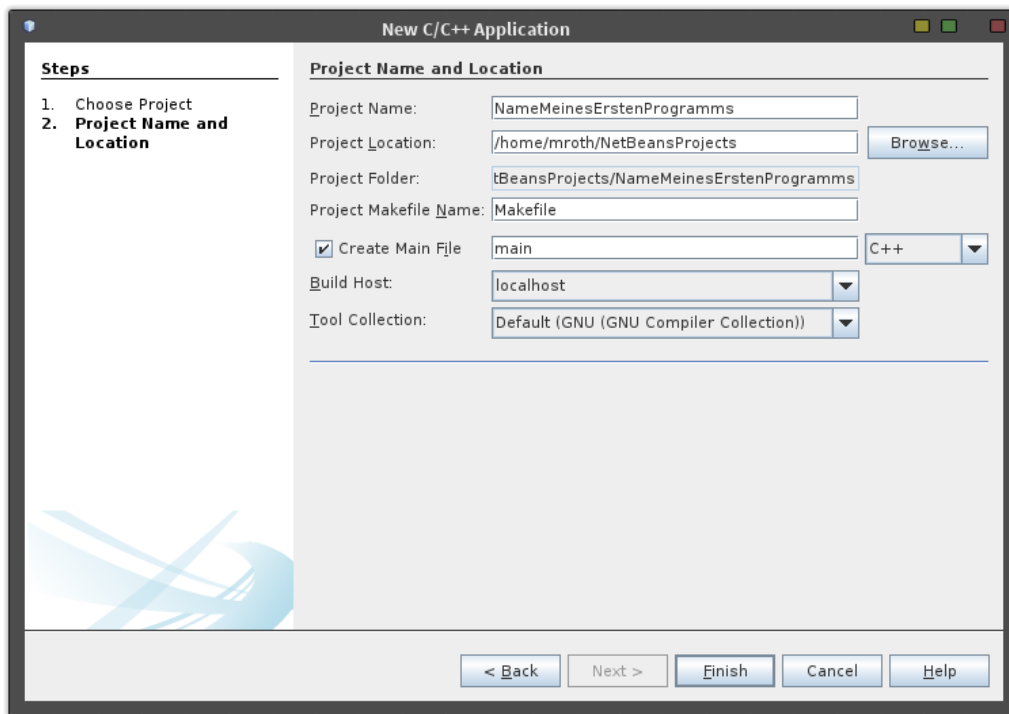 New C/C++ Application
Steps
1. Choose Project
2. Project Name and
Location
Project Name and Location
Project Name: NameMeinesErstenProgramms
Project Location: /home/mroth/NetBeansProjects Browse...
Project Folder: tBeansProjects/NameMeinesErstenProgramms
Project Makefile Name: Makefile
Create Main File main C++
Build Host: localhost
Tool Collection: Default (GNU (GNU Compiler Collection))
< Back Next > Finish Cancel Help